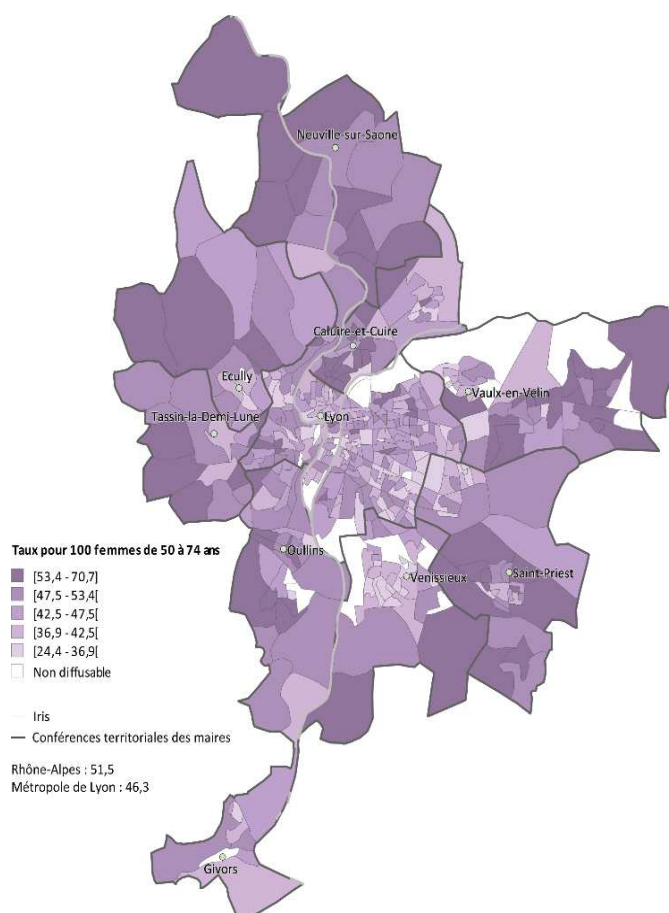 Neuville-sur-Saone
Caluire-et-Cuire
Ecully
Vaulx-en-Velin
Tassin-la-Demi-Lune
Lyon
Taux pour 100 femmes de 50 à 74 ans
Oullins
[53,4 - 70,7]
Venissieux
Saint-Priest
[47,5 - 53,4[
[42,5 - 47,5[
[36,9 - 42,5[
[24,4 - 36,9[
Non diffusable
Iris
Conférences territoriales des maires
Rhône-Alpes : 51,5
Métropole de Lyon : 46,3
Givors